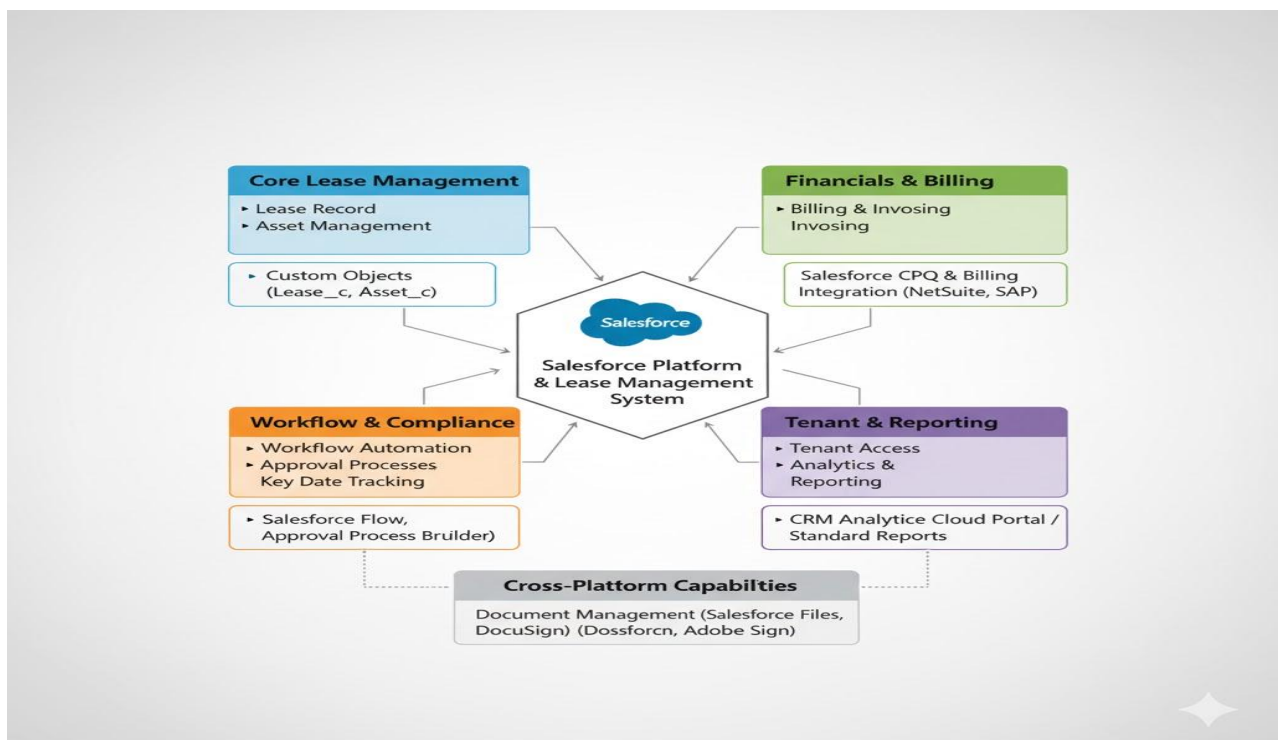 Core Lease Management
▸ Lease Record
▸ Asset Management
▸ Custom Objects
(Lease__c, Asset_c)
Financials & Billing
▸ Billing & Invosing
Invosing
Salesforce CPQ & Billing
Integration (NetSuite, SAP)
Salesforce
Salesforce Platform
& Lease Management
System
Workflow & Compliance
▸ Workflow Automation
▸ Approval Processes
Key Date Tracking
▸ Salesforce Flow,
Approval Process Bruilder)
Tenant & Reporting
▸ Tenant Access
▸ Analytics &
Reporting
▸ CRM Analytice Cloud Portal /
Standard Reports
Cross-Platform Capabilties
Document Management (Salesforce Files,
DocuSign) (Dossforcn, Adobe Sign)